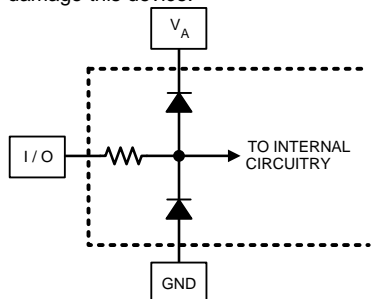 damage this device.
V_A
I / O
TO INTERNAL
CIRCUITRY
GND